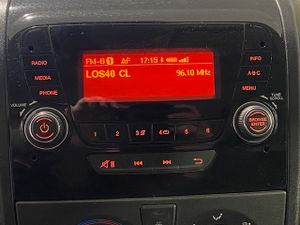 FM-B 1 AF 17:15
LOS40 CL 96.10 MHz
RADIO
MEDIA
PHONE
INFO
A-B-C
MENU
VOLUME
TUNE
SCROLL
BROWSE
ENTER
1 2 3 4 5 6